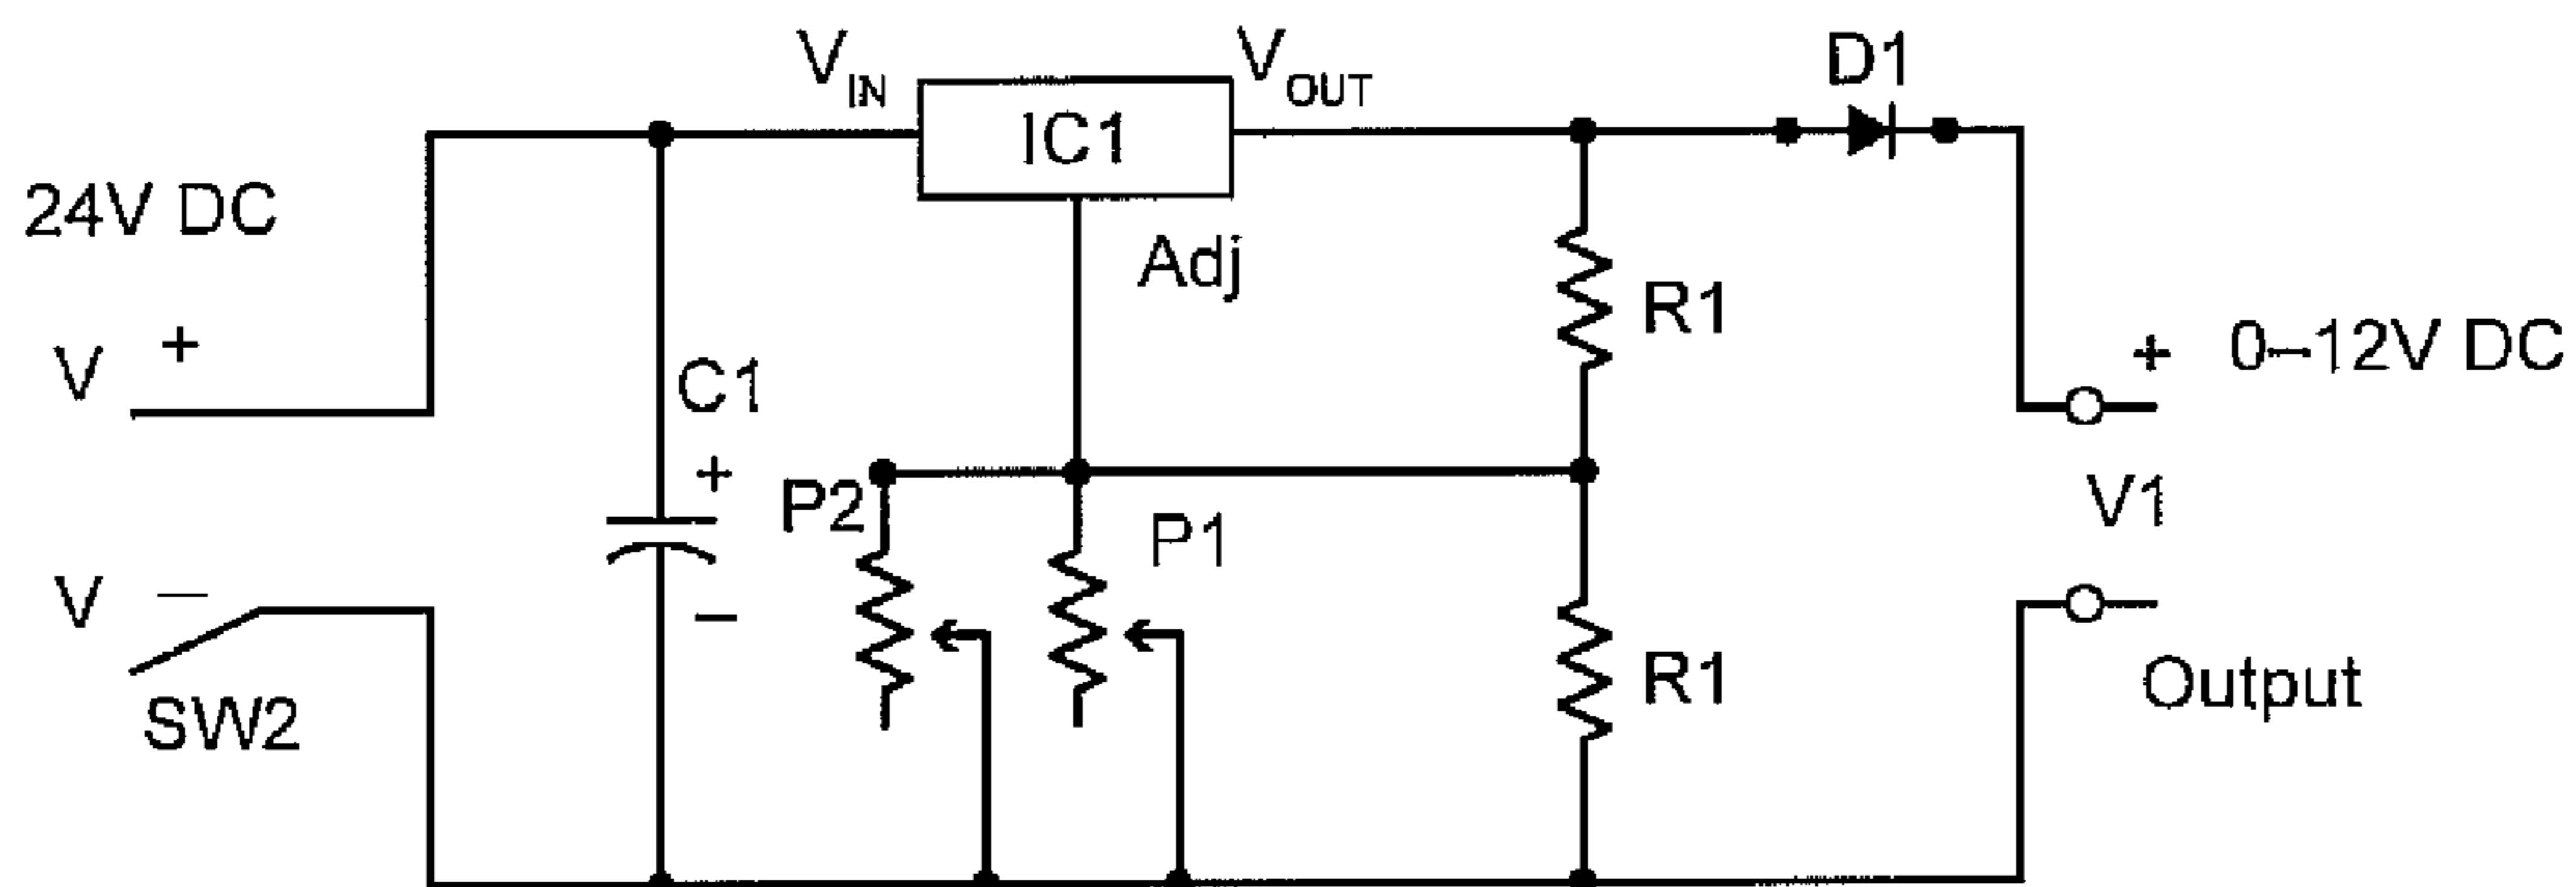 V_IN
V_OUT
D1
IC1
24V DC
Adj
R1
V +
+ 0–12V DC
C1
+
P2
P1
V1
V –
–
R1
Output
SW2